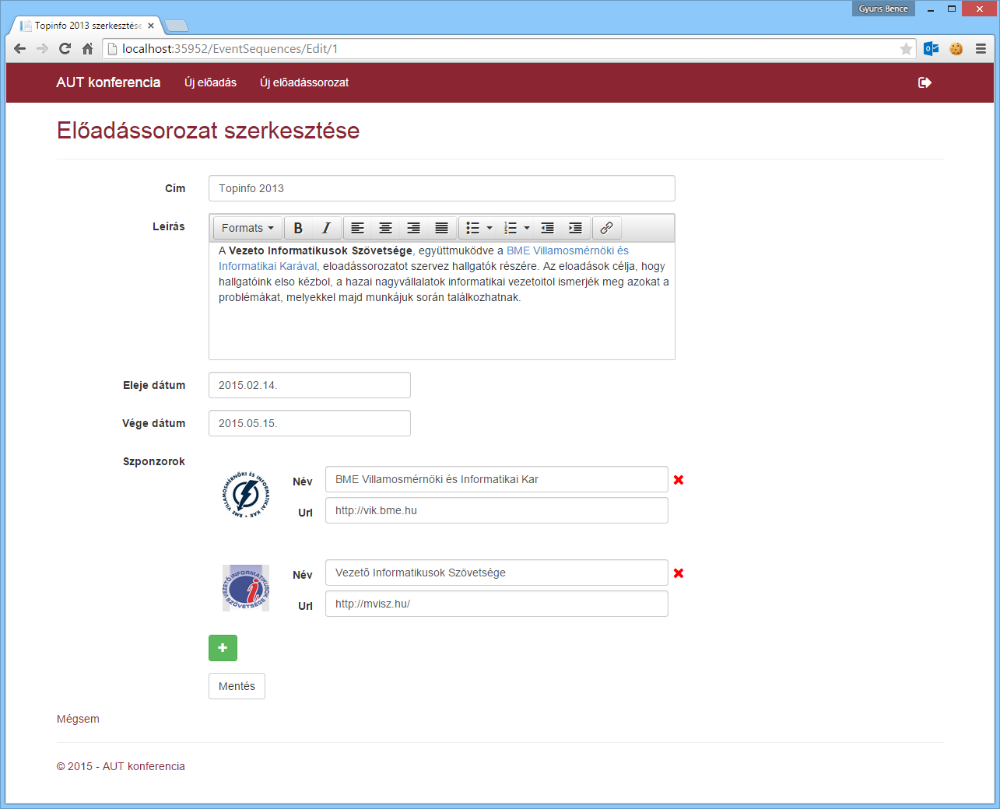 Gyuris Bence
Topinfo 2013 szerkesztése
localhost:35952/EventSequences/Edit/1
AUT konferencia Új előadás Új előadássorozat
Előadássorozat szerkesztése
Cím Topinfo 2013
Leírás Formats B I
A Vezeto Informatikusok Szövetsége, együttmuködve a BME Villamosmérnöki és
Informatikai Karával, eloadássorozatot szervez hallgatók részére. Az eloadások célja, hogy
hallgatóink elso kézbol, a hazai nagyvállalatok informatikai vezetoitol ismerjék meg azokat a
problémákat, melyekkel majd munkájuk során találkozhatnak.
Eleje dátum 2015.02.14.
Vége dátum 2015.05.15.
Szponzorok
VILLAMOSMÉRNÖKI ÉS INFORMATIKAI KAR • BME •
Név BME Villamosmérnöki és Informatikai Kar
Url http://vik.bme.hu
VEZETŐ INFORMATIKUSOK SZÖVETSÉGE
Név Vezető Informatikusok Szövetsége
Url http://mvisz.hu/
Mentés
Mégsem
© 2015 - AUT konferencia